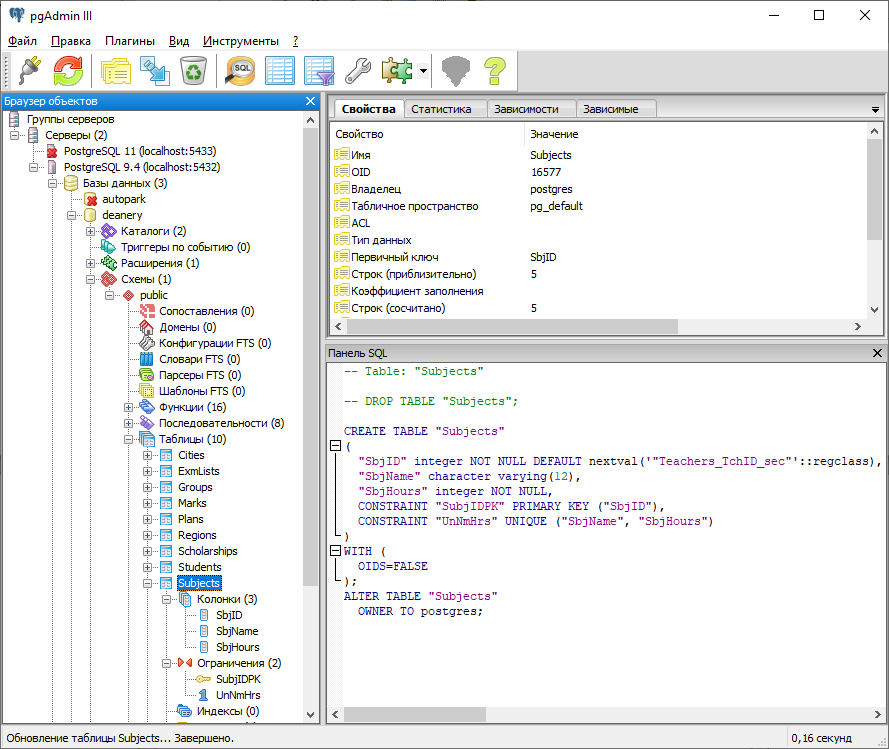 pgAdmin III
Файл Правка Плагины Вид Инструменты ?
SQL
Браузер объектов
Группы серверов
Серверы (2)
PostgreSQL 11 (localhost:5433)
PostgreSQL 9.4 (localhost:5432)
Базы данных (3)
autopark
deanery
Каталоги (2)
Триггеры по событию (0)
Расширения (1)
Схемы (1)
public
Сопоставления (0)
Домены (0)
Конфигурации FTS (0)
Словари FTS (0)
Парсеры FTS (0)
Шаблоны FTS (0)
Функции (16)
Последовательности (8)
Таблицы (10)
Cities
ExmLists
Groups
Marks
Plans
Regions
Scholarships
Students
Subjects
Колонки (3)
SbjID
SbjName
SbjHours
Ограничения (2)
SubjIDPK
UnNmHrs
Индексы (0)
Свойства Статистика Зависимости Зависимые
Свойство Значение
Имя Subjects
OID 16577
Владелец postgres
Табличное пространство pg_default
ACL
Тип данных
Первичный ключ SbjID
Строк (приблизительно) 5
Коэффициент заполнения
Строк (сосчитано) 5
Панель SQL
-- Table: "Subjects"
-- DROP TABLE "Subjects";
CREATE TABLE "Subjects"
(
"SbjID" integer NOT NULL DEFAULT nextval('"Teachers_TchID_sec"'::regclass),
"SbjName" character varying(12),
"SbjHours" integer NOT NULL,
CONSTRAINT "SubjIDPK" PRIMARY KEY ("SbjID"),
CONSTRAINT "UnNmHrs" UNIQUE ("SbjName", "SbjHours")
)
WITH (
OIDS=FALSE
);
ALTER TABLE "Subjects"
OWNER TO postgres;
Обновление таблицы Subjects... Завершено.
0,16 секунд